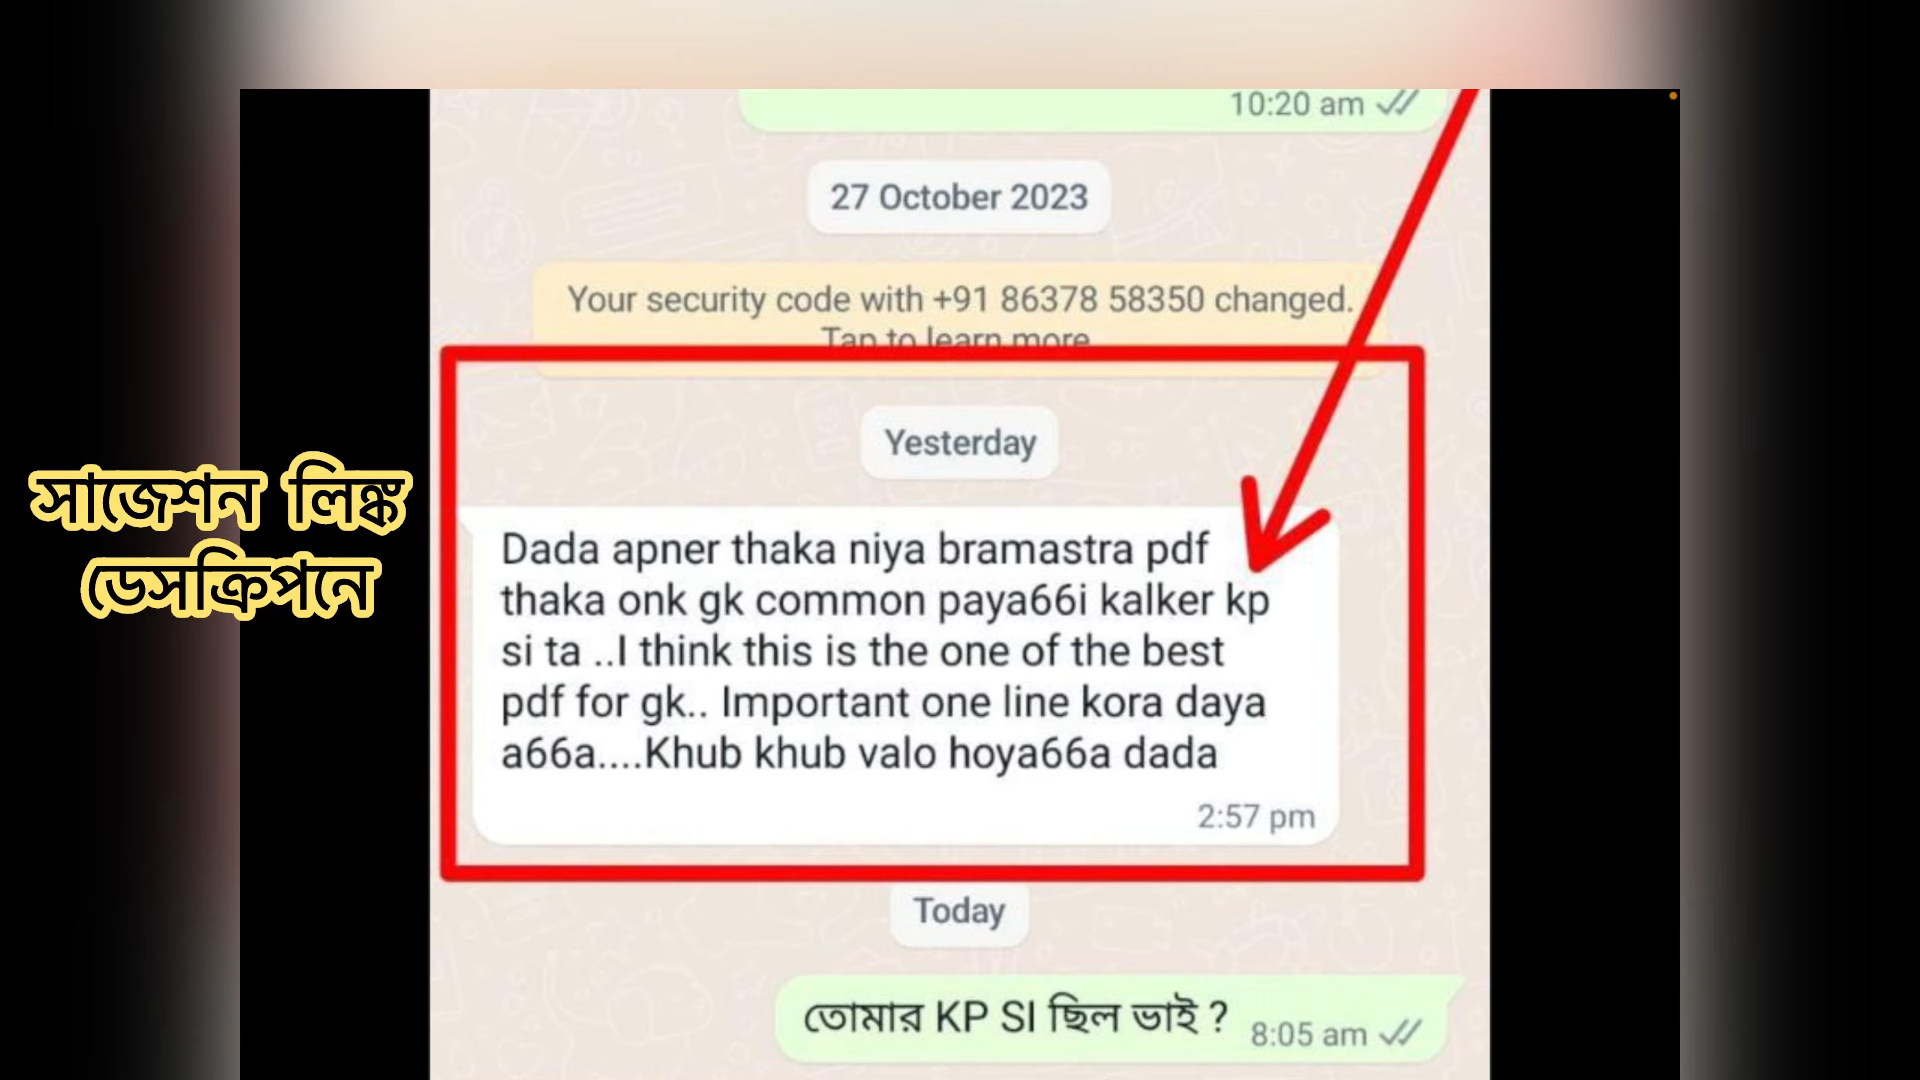 10:20 am
27 October 2023
Your security code with +91 86378 58350 changed.
Tap to learn more
Yesterday
Dada apner thaka niya bramastra pdf
thaka onk gk common paya66i kalker kp
si ta ..I think this is the one of the best
pdf for gk.. Important one line kora daya
a66a....Khub khub valo hoya66a dada
2:57 pm
Today
তোমার KP SI ছিল ভাই ?
8:05 am
সাজেশন লিঙ্ক
ডেসক্রিপনে